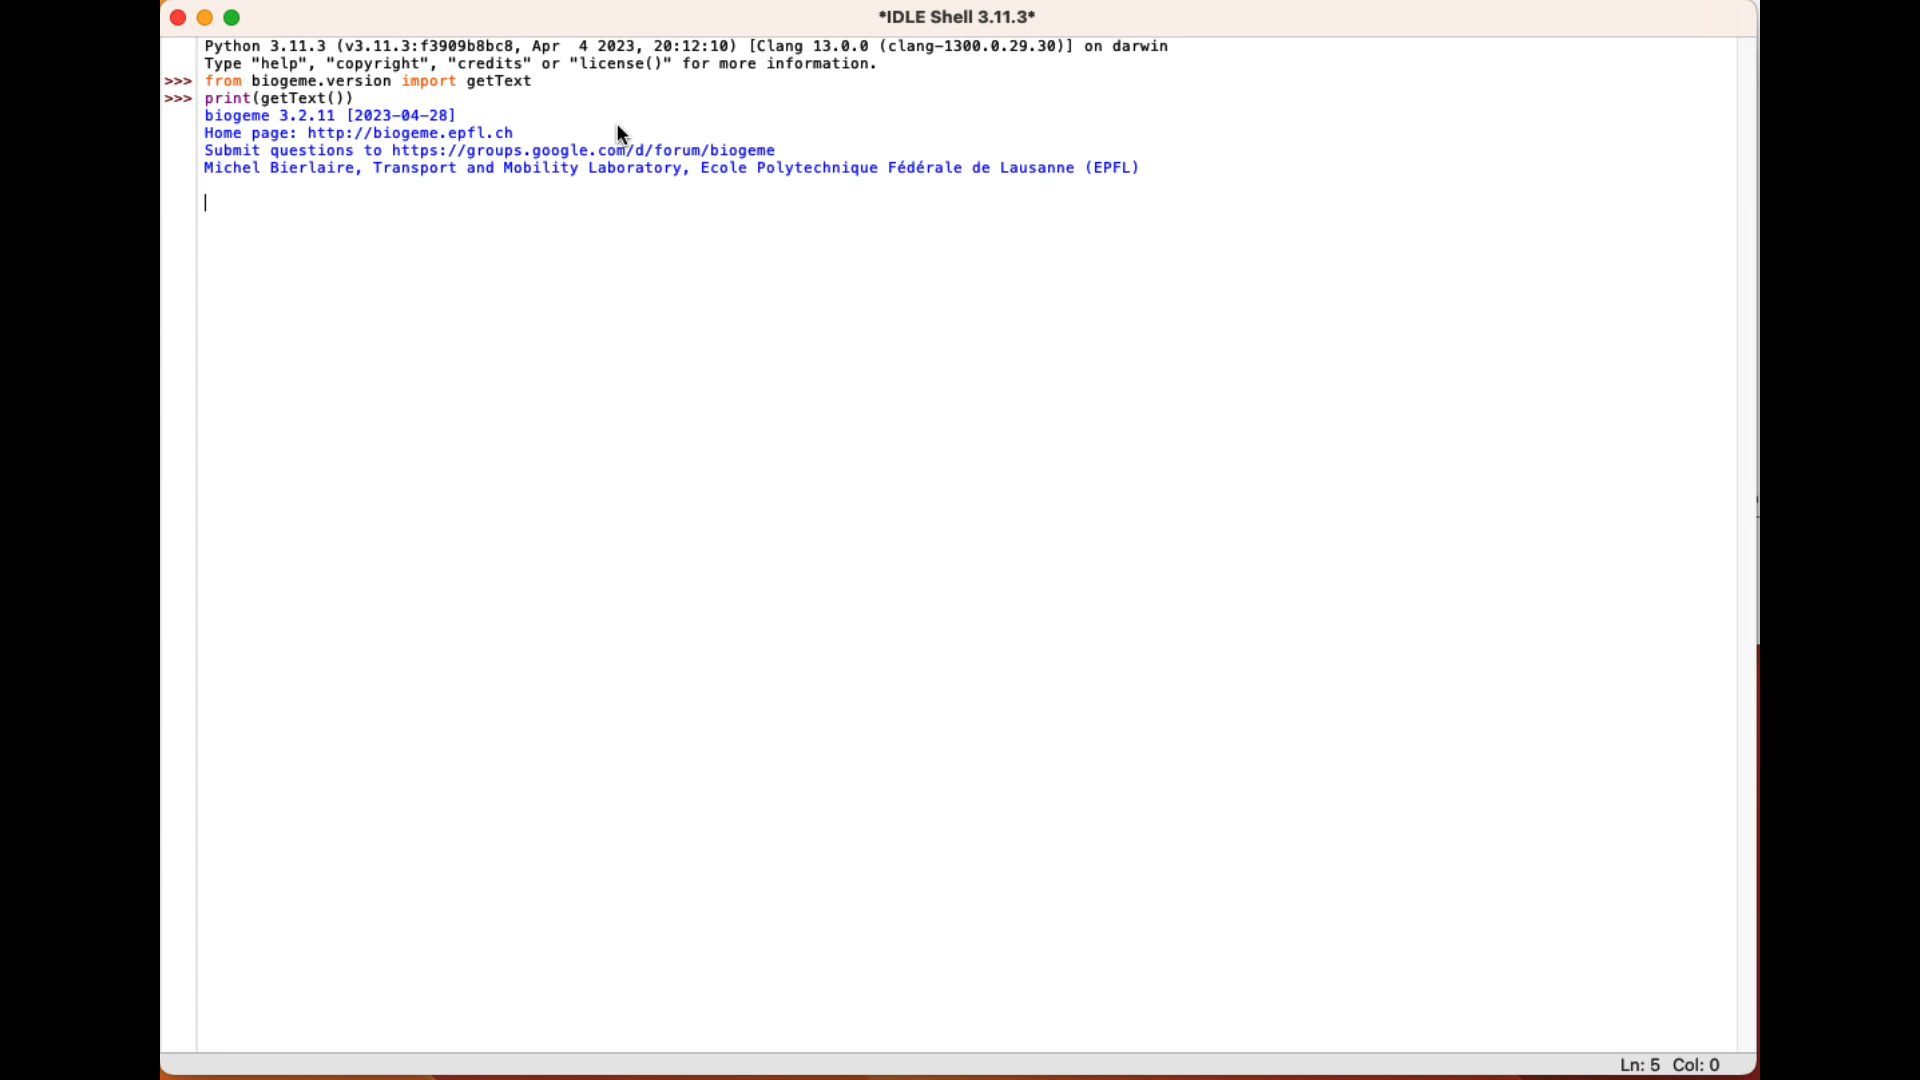 *IDLE Shell 3.11.3*
Python 3.11.3 (v3.11.3:f3909b8bc8, Apr  4 2023, 20:12:10) [Clang 13.0.0 (clang-1300.0.29.30)] on darwin
Type "help", "copyright", "credits" or "license()" for more information.
>>> from biogeme.version import getText
>>> print(getText())
biogeme 3.2.11 [2023-04-28]
Home page: http://biogeme.epfl.ch
Submit questions to https://groups.google.com/d/forum/biogeme
Michel Bierlaire, Transport and Mobility Laboratory, Ecole Polytechnique Fédérale de Lausanne (EPFL)
Ln: 5 Col: 0